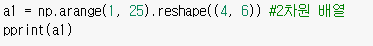 a1 = np.arange(1, 25).reshape((4, 6)) #2차원 배열
pprint(a1)